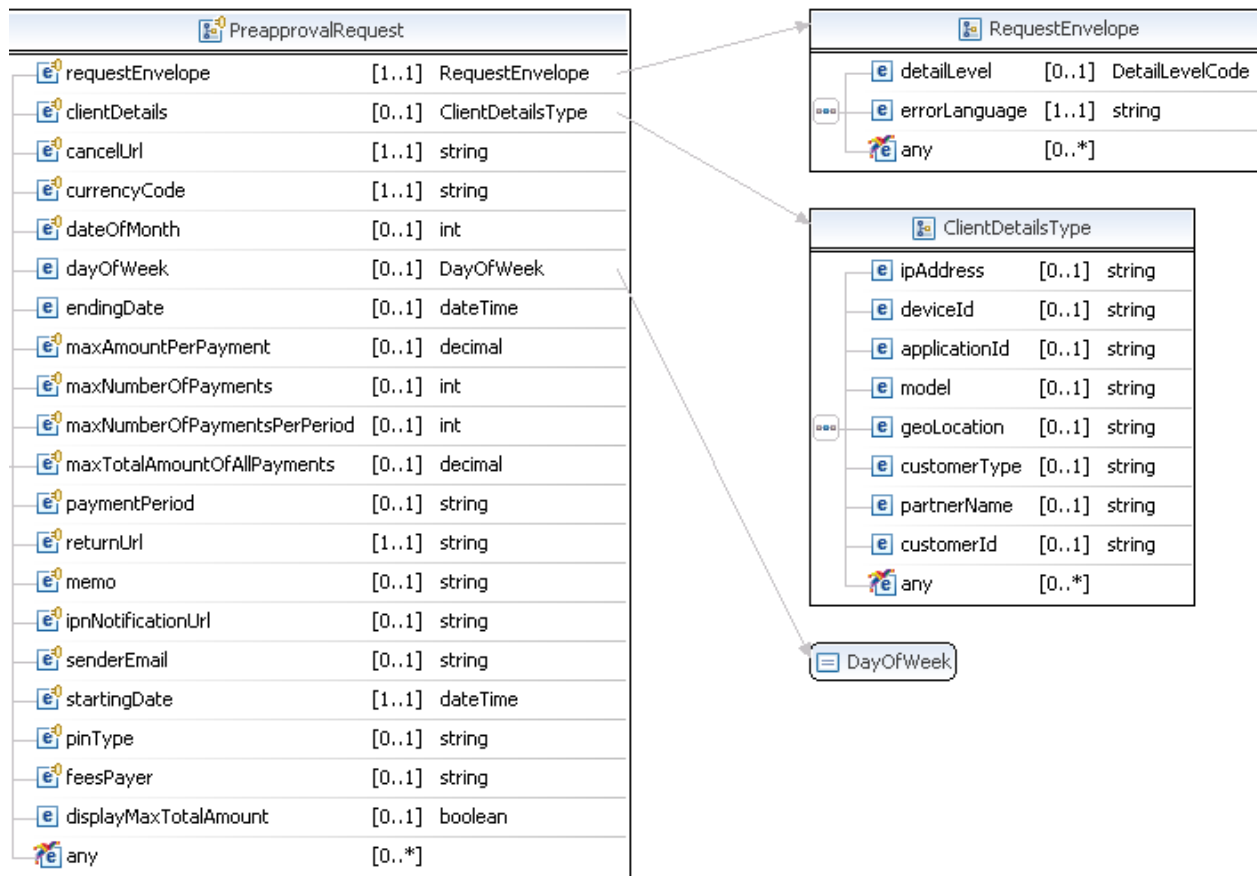 PreapprovalRequest
requestEnvelope [1..1] RequestEnvelope
clientDetails [0..1] ClientDetailsType
cancelUrl [1..1] string
currencyCode [1..1] string
dateOfMonth [0..1] int
dayOfWeek [0..1] DayOfWeek
endingDate [0..1] dateTime
maxAmountPerPayment [0..1] decimal
maxNumberOfPayments [0..1] int
maxNumberOfPaymentsPerPeriod [0..1] int
maxTotalAmountOfAllPayments [0..1] decimal
paymentPeriod [0..1] string
returnUrl [1..1] string
memo [0..1] string
ipnNotificationUrl [0..1] string
senderEmail [0..1] string
startingDate [1..1] dateTime
pinType [0..1] string
feesPayer [0..1] string
displayMaxTotalAmount [0..1] boolean
any [0..*]
RequestEnvelope
detailLevel [0..1] DetailLevelCode
errorLanguage [1..1] string
any [0..*]
ClientDetailsType
ipAddress [0..1] string
deviceId [0..1] string
applicationId [0..1] string
model [0..1] string
geoLocation [0..1] string
customerType [0..1] string
partnerName [0..1] string
customerId [0..1] string
any [0..*]
DayOfWeek